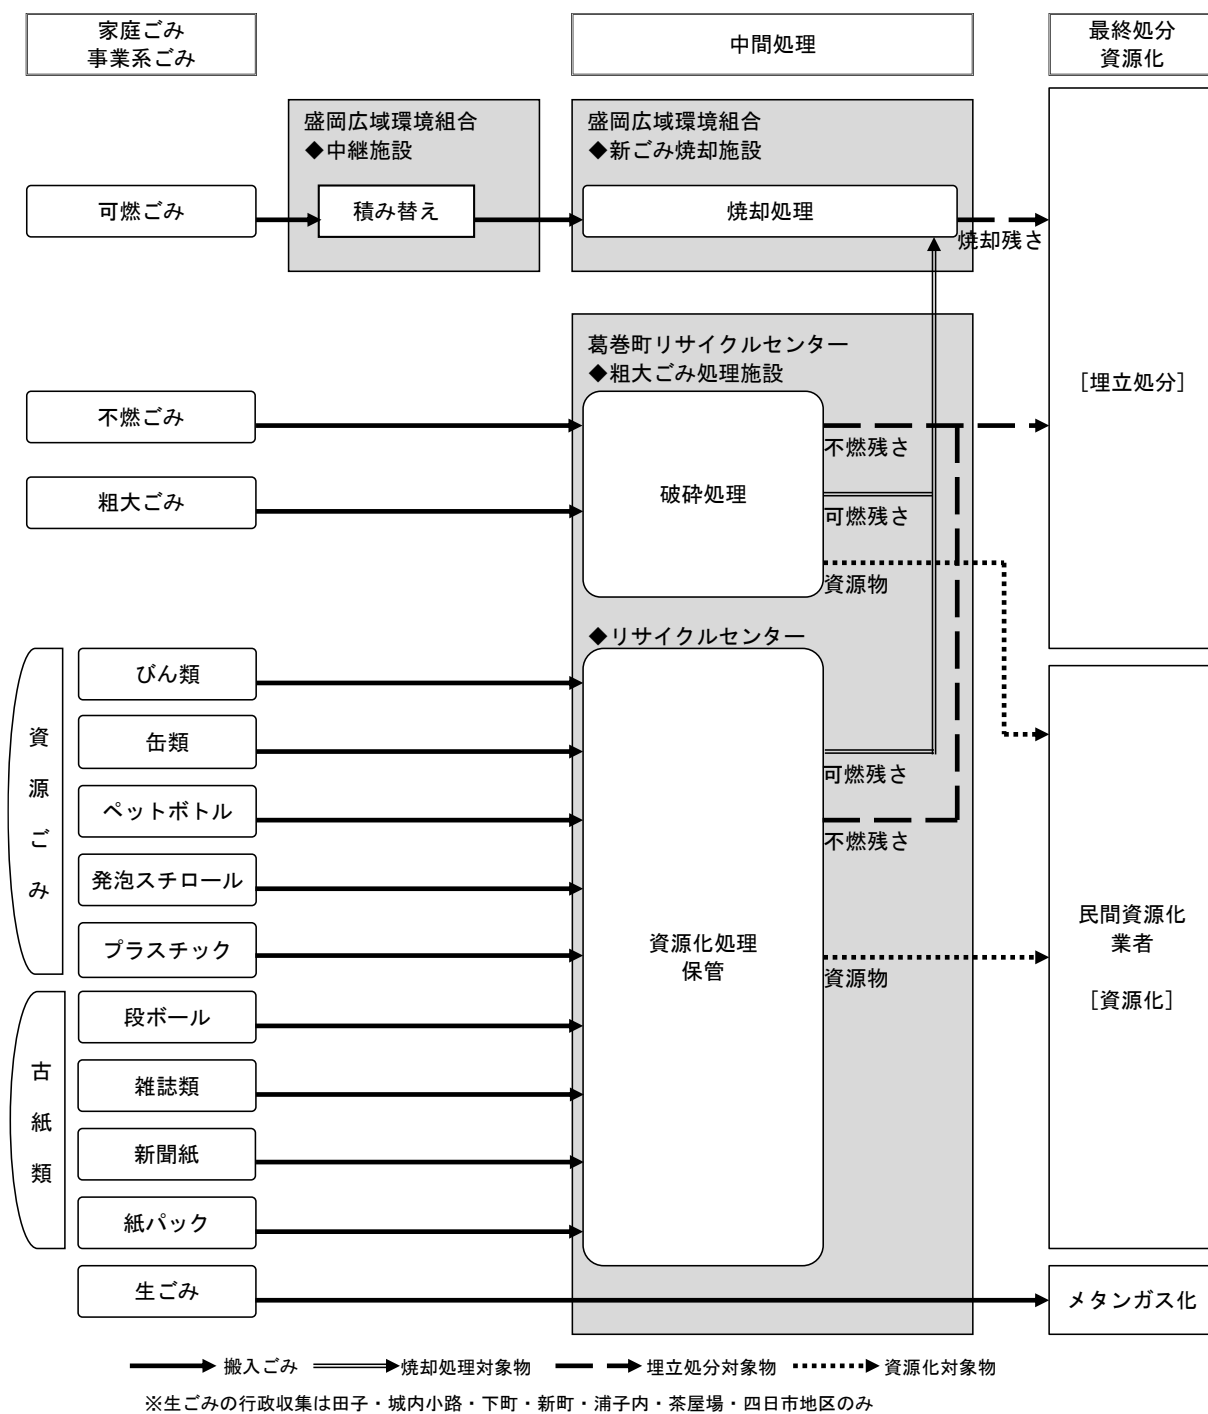 家庭ごみ
事業系ごみ
中間処理
最終処分
資源化
盛岡広域環境組合
◆中継施設
盛岡広域環境組合
◆新ごみ焼却施設
可燃ごみ
積み替え
焼却処理
焼却残さ
葛巻町リサイクルセンター
◆粗大ごみ処理施設
[埋立処分]
不燃ごみ
不燃残さ
粗大ごみ
破砕処理
可燃残さ
資源物
◆リサイクルセンター
資源ごみ
びん類
缶類
ペットボトル
発泡スチロール
プラスチック
可燃残さ
不燃残さ
資源化処理
保管
資源物
民間資源化
業者
[資源化]
古紙類
段ボール
雑誌類
新聞紙
紙パック
生ごみ
メタンガス化
搬入ごみ 焼却処理対象物 埋立処分対象物 資源化対象物
※生ごみの行政収集は田子・城内小路・下町・新町・浦子内・茶屋場・四日市地区のみ